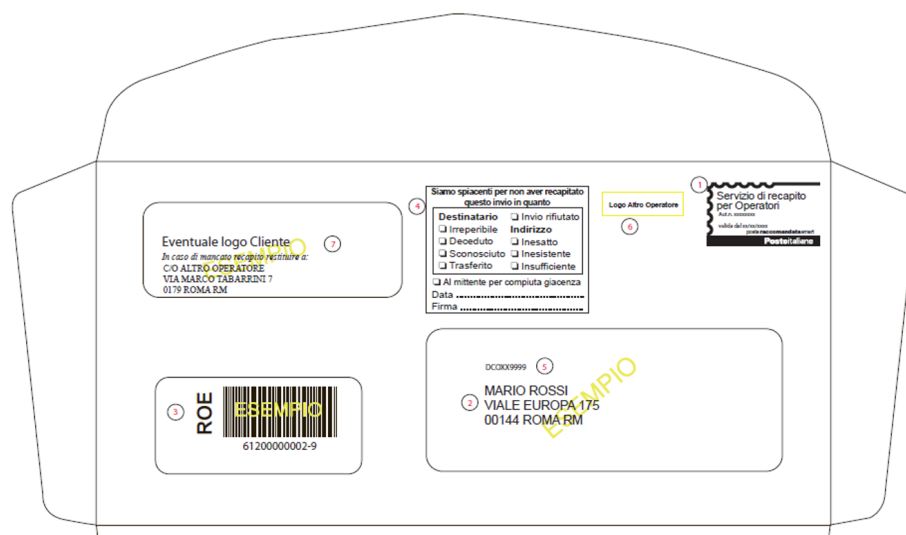 Siamo spiacenti per non aver recapitato
questo invio in quanto
Destinatario
Irreperibile
Deceduto
Sconosciuto
Trasferito
Invio rifiutato
Indirizzo
Inesatto
Inesistente
Insufficiente
Al mittente per compiuta giacenza
Data
Firma
4
Logo Altro Operatore
6
1
Servizio di recapito
per Operatori
Aut.n. xxxxxxxx
valida del xx/xx/xxxx
posteraccomandatasmart
Posteitaliane
Eventuale logo Cliente
7
In caso di mancato recapito restituire a:
C/O ALTRO OPERATORE
VIA MARCO TABARRINI 7
0179 ROMA RM
ESEMPIO
3
ROE
ESEMPIO
61200000002-9
DCOXX9999
5
2
MARIO ROSSI
VIALE EUROPA 175
00144 ROMA RM
ESEMPIO